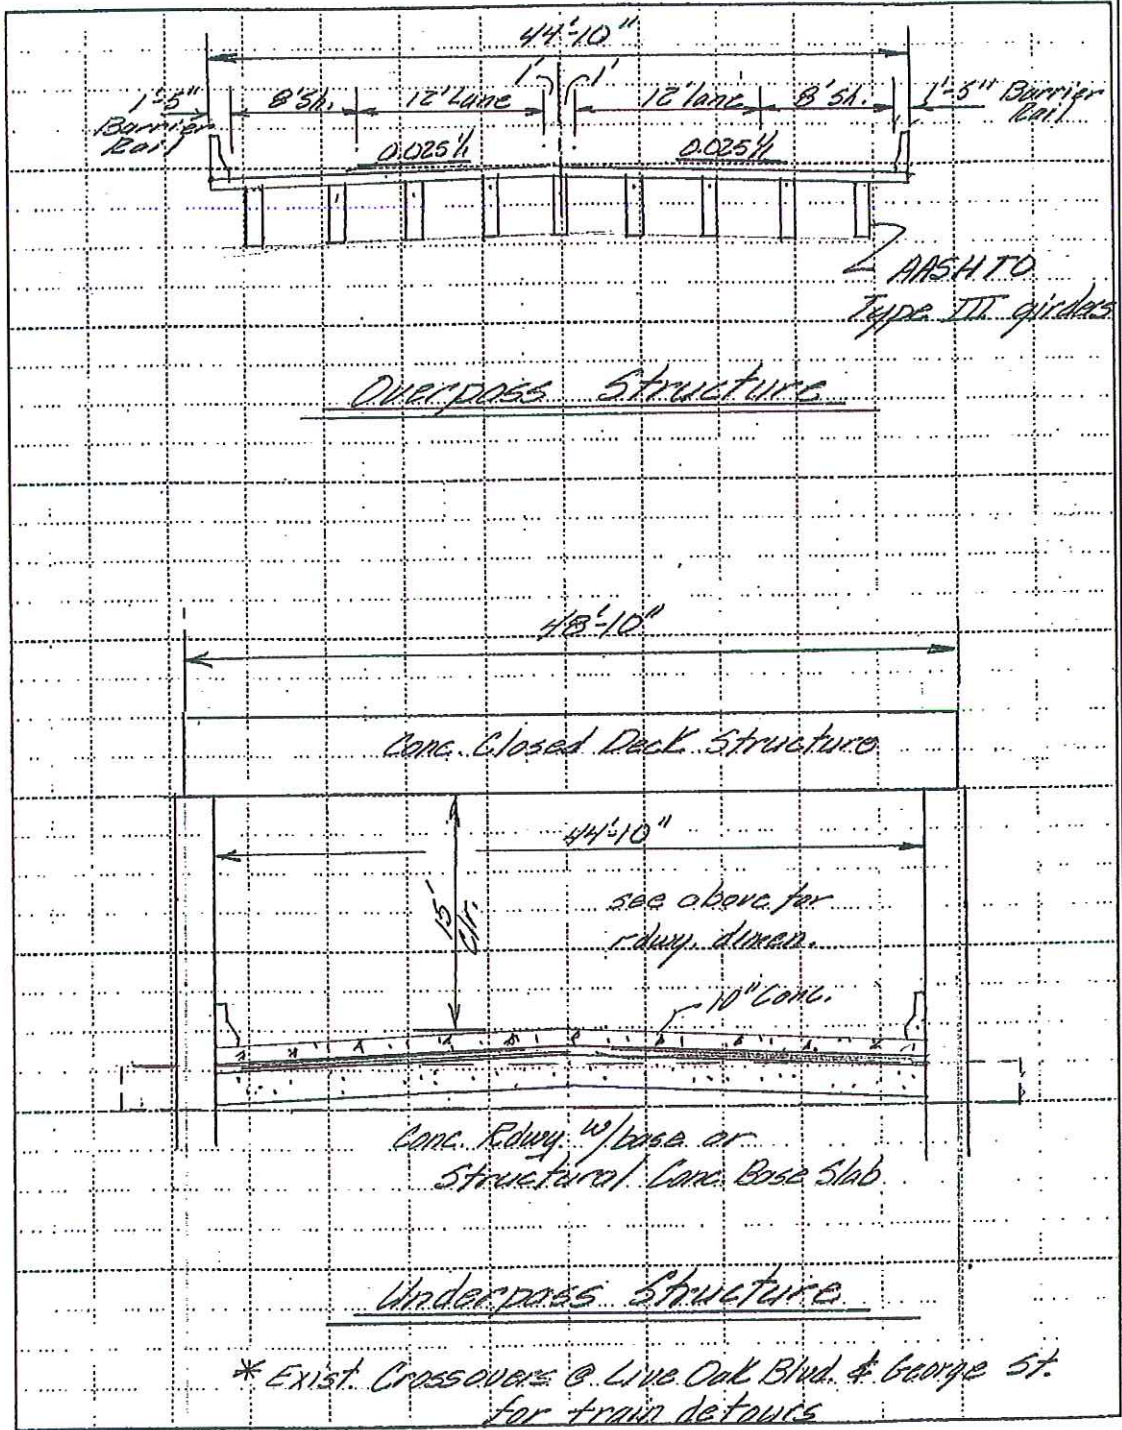 44'-10"
1' 1'
1'-5" 8' Sh. 12' Lane 12' lane 8' Sh. 1'-5" Barrier
Barrier Rail
Rail
0.025'/1 0.025'/1
AASHTO
Type III girders
Overpass Structure
48'-10"
Conc. Closed Deck Structure
44'-10"
15'
Clr.
see above for
rdwy. dimen.
10" Conc.
Conc. Rdwy w/base or
Structural Conc. Base Slab
Underpass Structure
* Exist. Crossovers @ Live Oak Blvd. & George St.
for train detours